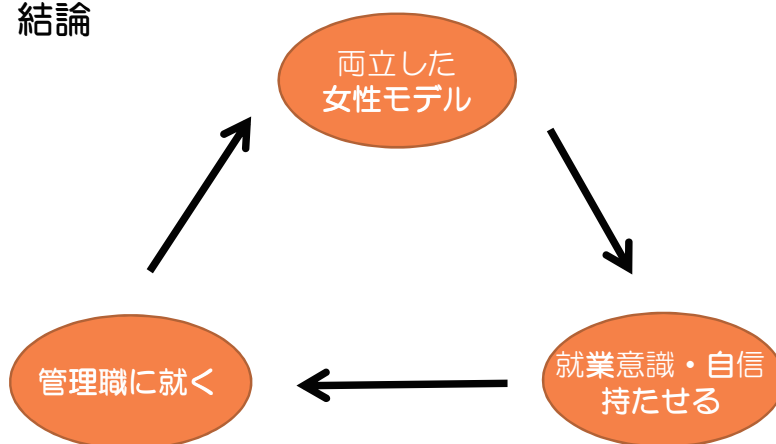 結論
両立した
女性モデル
就業意識・自信
持たせる
管理職に就く